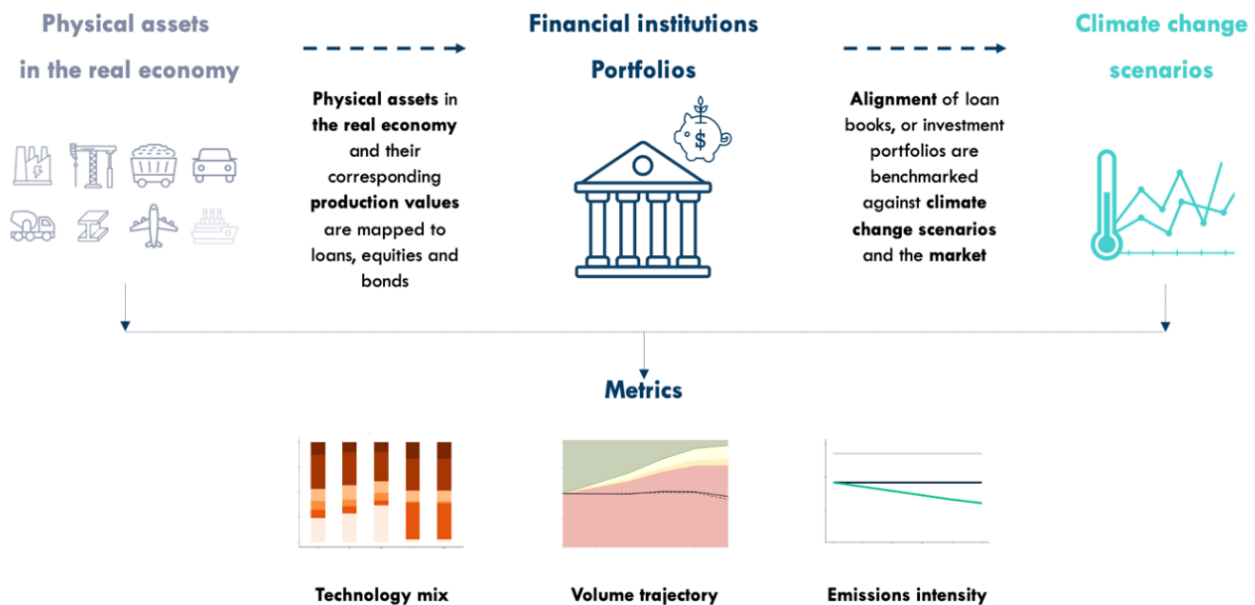 Physical assets
in the real economy
Physical assets in
the real economy
and their
corresponding
production values
are mapped to
loans, equities and
bonds
Financial institutions
Portfolios
$
Alignment of loan
books, or investment
portfolios are
benchmarked
against climate
change scenarios
and the market
Climate change
scenarios
Metrics
Technology mix
Volume trajectory
Emissions intensity